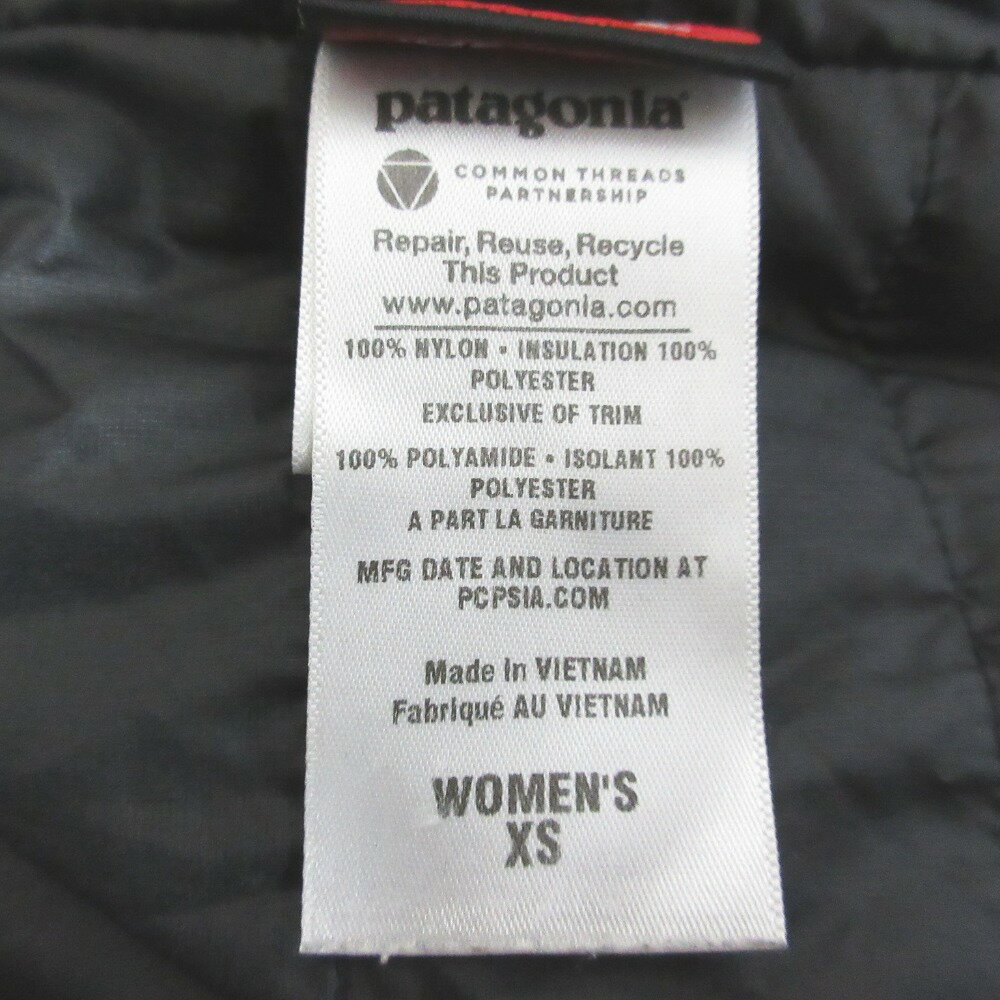 patagonia®
COMMON THREADS
PARTNERSHIP
Repair, Reuse, Recycle
This Product
www.patagonia.com
100% NYLON • INSULATION 100%
POLYESTER
EXCLUSIVE OF TRIM
100% POLYAMIDE • ISOLANT 100%
POLYESTER
A PART LA GARNITURE
MFG DATE AND LOCATION AT
PCPSIA.COM
Made In VIETNAM
Fabriqué AU VIETNAM
WOMEN'S
XS